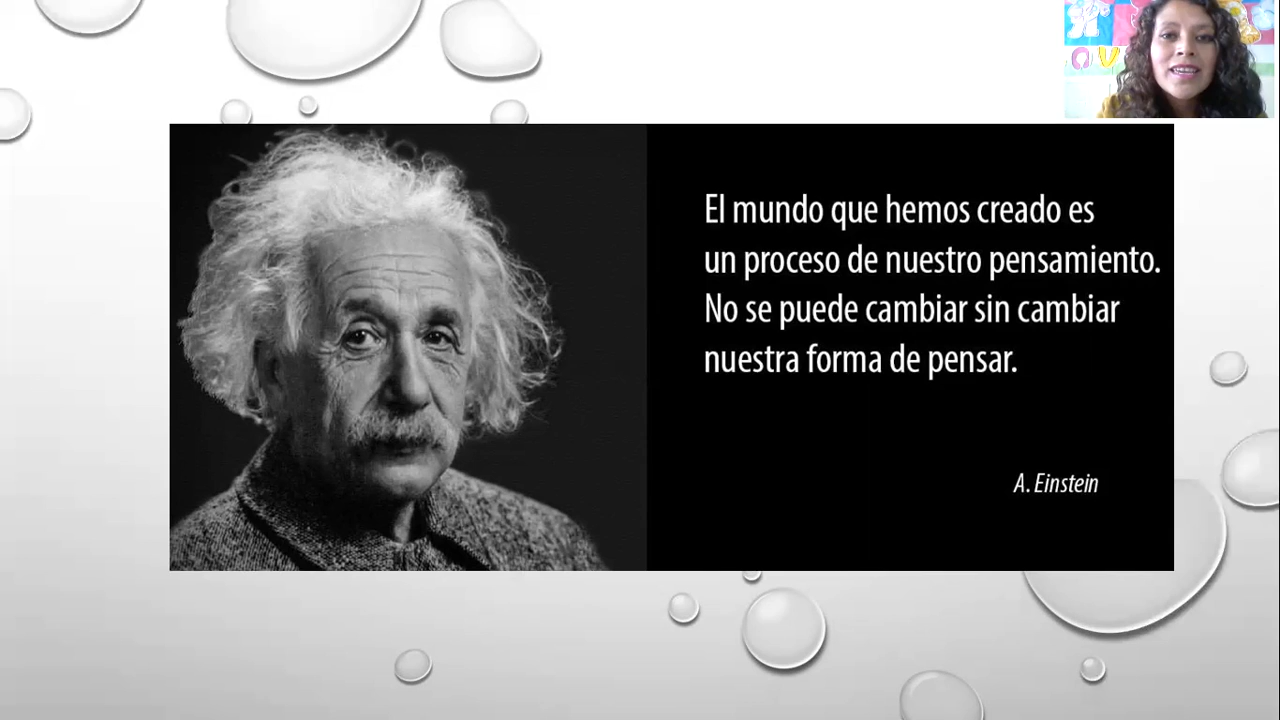 El mundo que hemos creado es
un proceso de nuestro pensamiento.
No se puede cambiar sin cambiar
nuestra forma de pensar.
A. Einstein